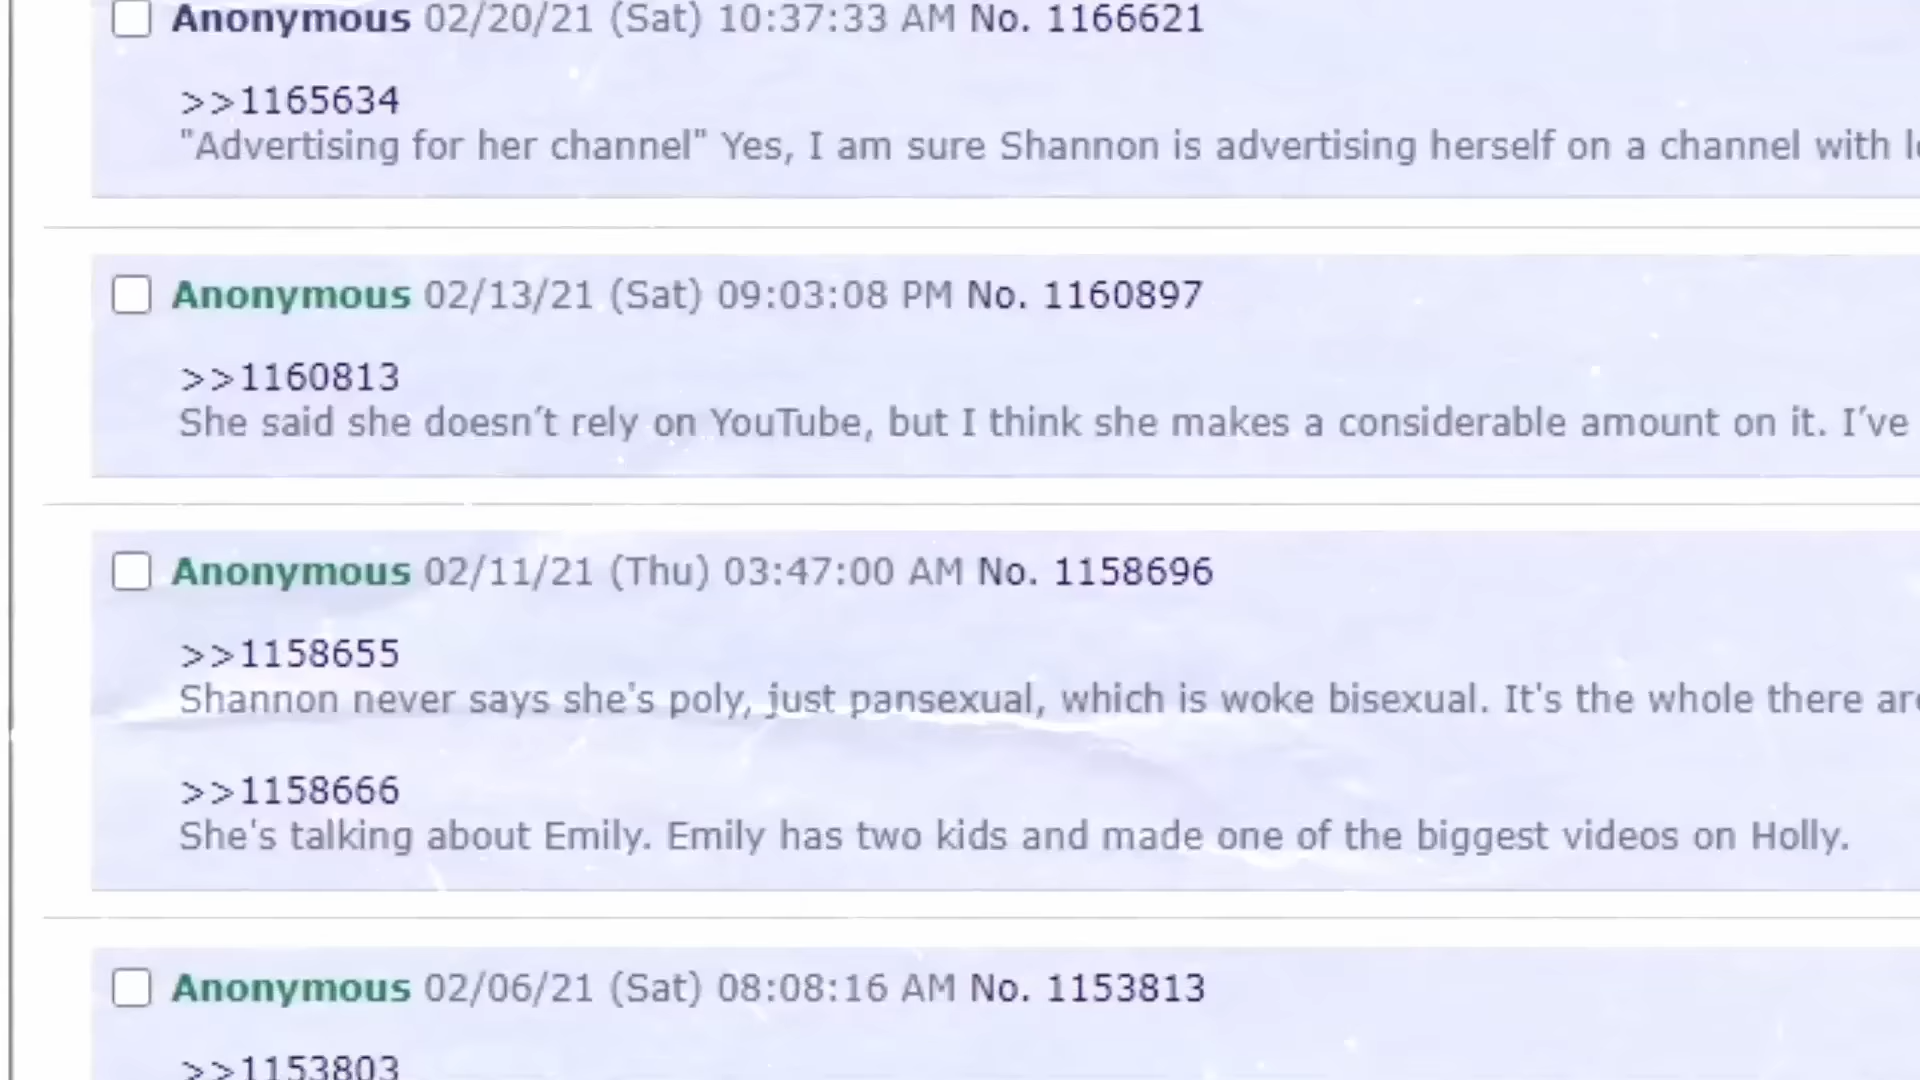 Anonymous 02/20/21 (Sat) 10:37:33 AM No. 1166621
>>1165634
"Advertising for her channel" Yes, I am sure Shannon is advertising herself on a channel with
Anonymous 02/13/21 (Sat) 09:03:08 PM No. 1160897
>>1160813
She said she doesn’t rely on YouTube, but I think she makes a considerable amount on it. I’ve
Anonymous 02/11/21 (Thu) 03:47:00 AM No. 1158696
>>1158655
Shannon never says she's poly, just pansexual, which is woke bisexual. It's the whole there
>>1158666
She's talking about Emily. Emily has two kids and made one of the biggest videos on Holly.
Anonymous 02/06/21 (Sat) 08:08:16 AM No. 1153813
>>1153803